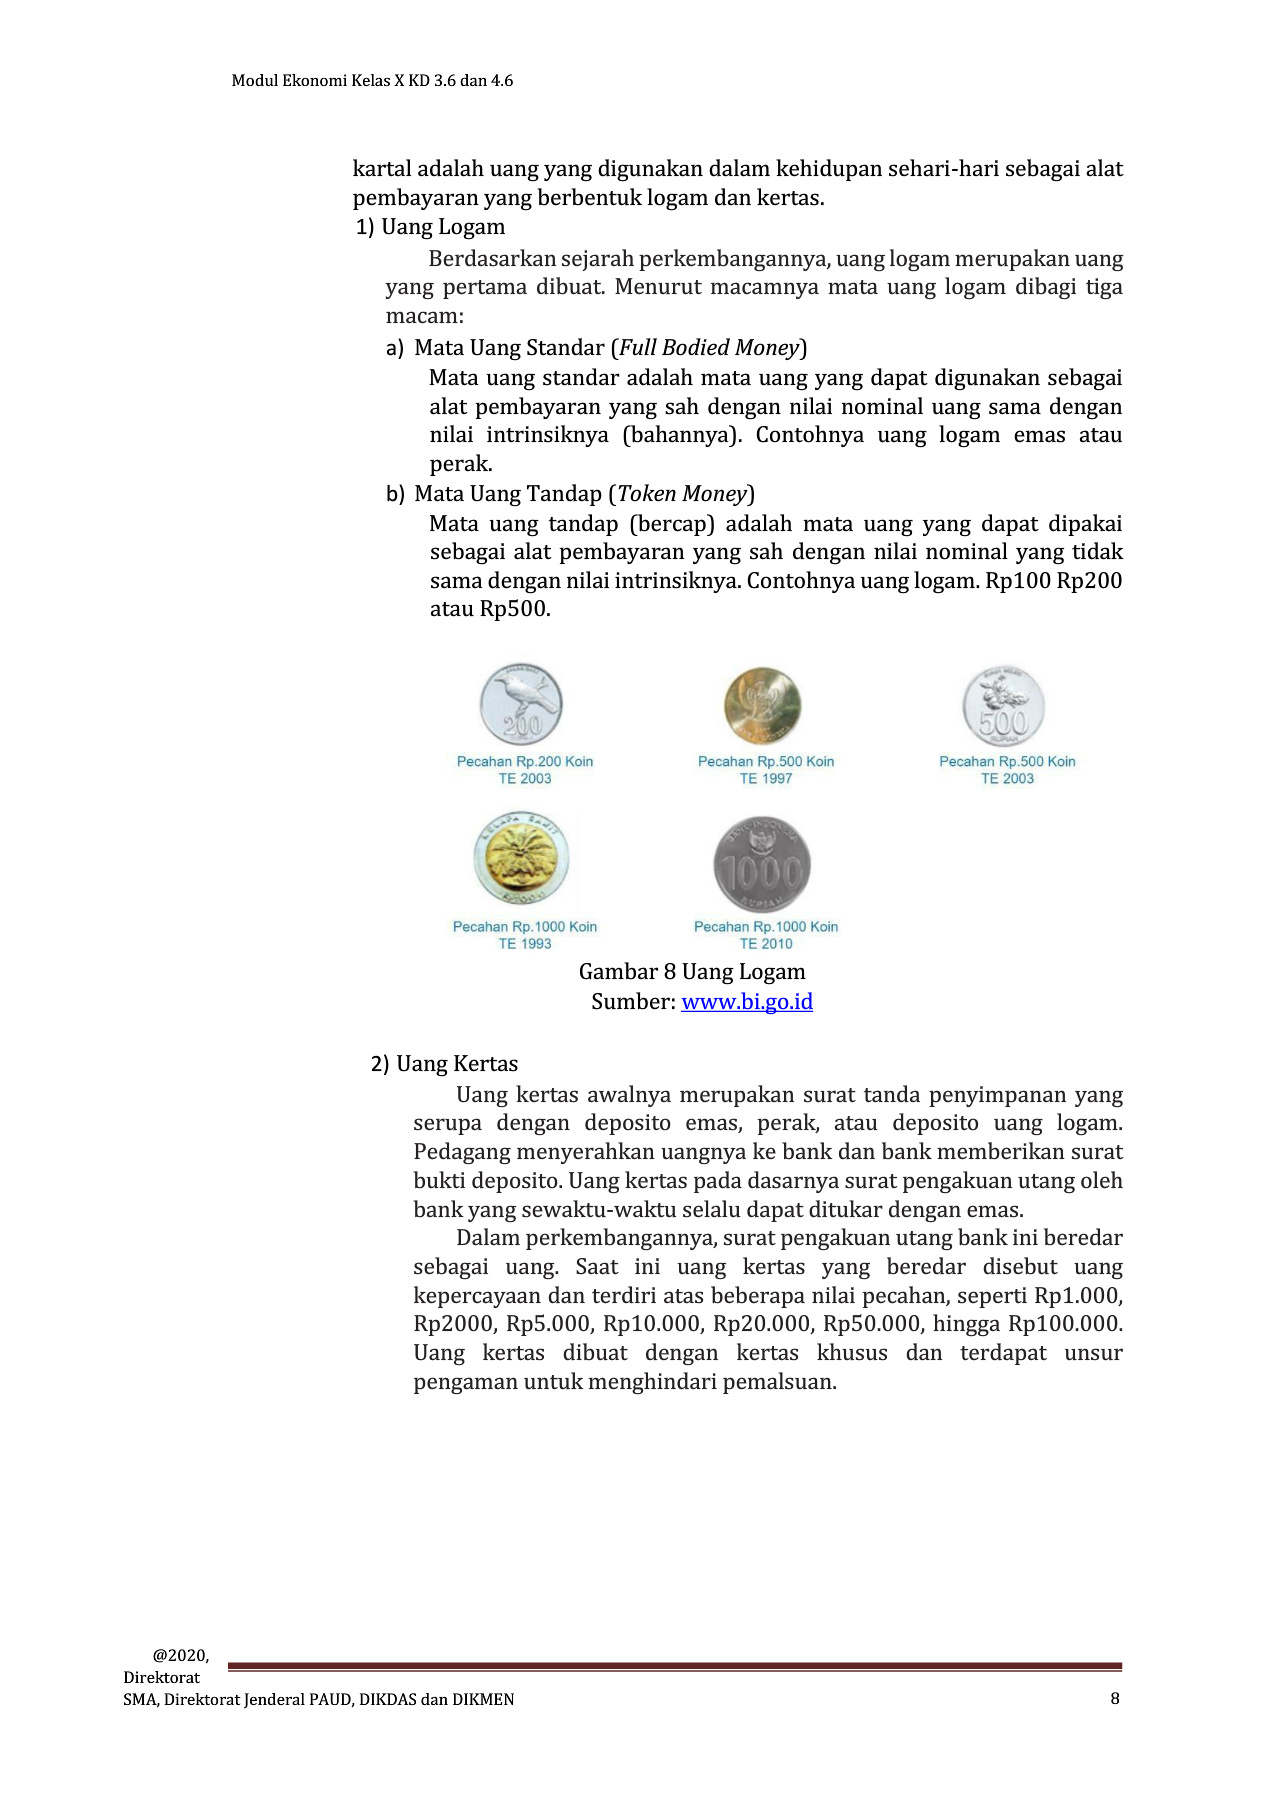 Modul Ekonomi Kelas X KD 3.6 dan 4.6
kartal adalah uang yang digunakan dalam kehidupan sehari-hari sebagai alat
pembayaran yang berbentuk logam dan kertas.
1) Uang Logam
Berdasarkan sejarah perkembangannya, uang logam merupakan uang
yang pertama dibuat. Menurut macamnya mata uang logam dibagi tiga
macam:
a) Mata Uang Standar (Full Bodied Money)
Mata uang standar adalah mata uang yang dapat digunakan sebagai
alat pembayaran yang sah dengan nilai nominal uang sama dengan
nilai intrinsiknya (bahannya). Contohnya uang logam emas atau
perak.
b) Mata Uang Tandap (Token Money)
Mata uang tandap (bercap) adalah mata uang yang dapat dipakai
sebagai alat pembayaran yang sah dengan nilai nominal yang tidak
sama dengan nilai intrinsiknya. Contohnya uang logam. Rp100 Rp200
atau Rp500.
200
500
RUPIAH
Pecahan Rp.200 Koin
TE 2003
Pecahan Rp.500 Koin
TE 1997
Pecahan Rp.500 Koin
TE 2003
KELAPA SAWIT
BANK INDONESIA
1000
RUPIAH
Pecahan Rp.1000 Koin
TE 1993
Pecahan Rp.1000 Koin
TE 2010
Gambar 8 Uang Logam
Sumber: www.bi.go.id
2) Uang Kertas
Uang kertas awalnya merupakan surat tanda penyimpanan yang
serupa dengan deposito emas, perak, atau deposito uang logam.
Pedagang menyerahkan uangnya ke bank dan bank memberikan surat
bukti deposito. Uang kertas pada dasarnya surat pengakuan utang oleh
bank yang sewaktu-waktu selalu dapat ditukar dengan emas.
Dalam perkembangannya, surat pengakuan utang bank ini beredar
sebagai uang. Saat ini uang kertas yang beredar disebut uang
kepercayaan dan terdiri atas beberapa nilai pecahan, seperti Rp1.000,
Rp2000, Rp5.000, Rp10.000, Rp20.000, Rp50.000, hingga Rp100.000.
Uang kertas dibuat dengan kertas khusus dan terdapat unsur
pengaman untuk menghindari pemalsuan.
@2020,
Direktorat
SMA, Direktorat Jenderal PAUD, DIKDAS dan DIKMEN
8